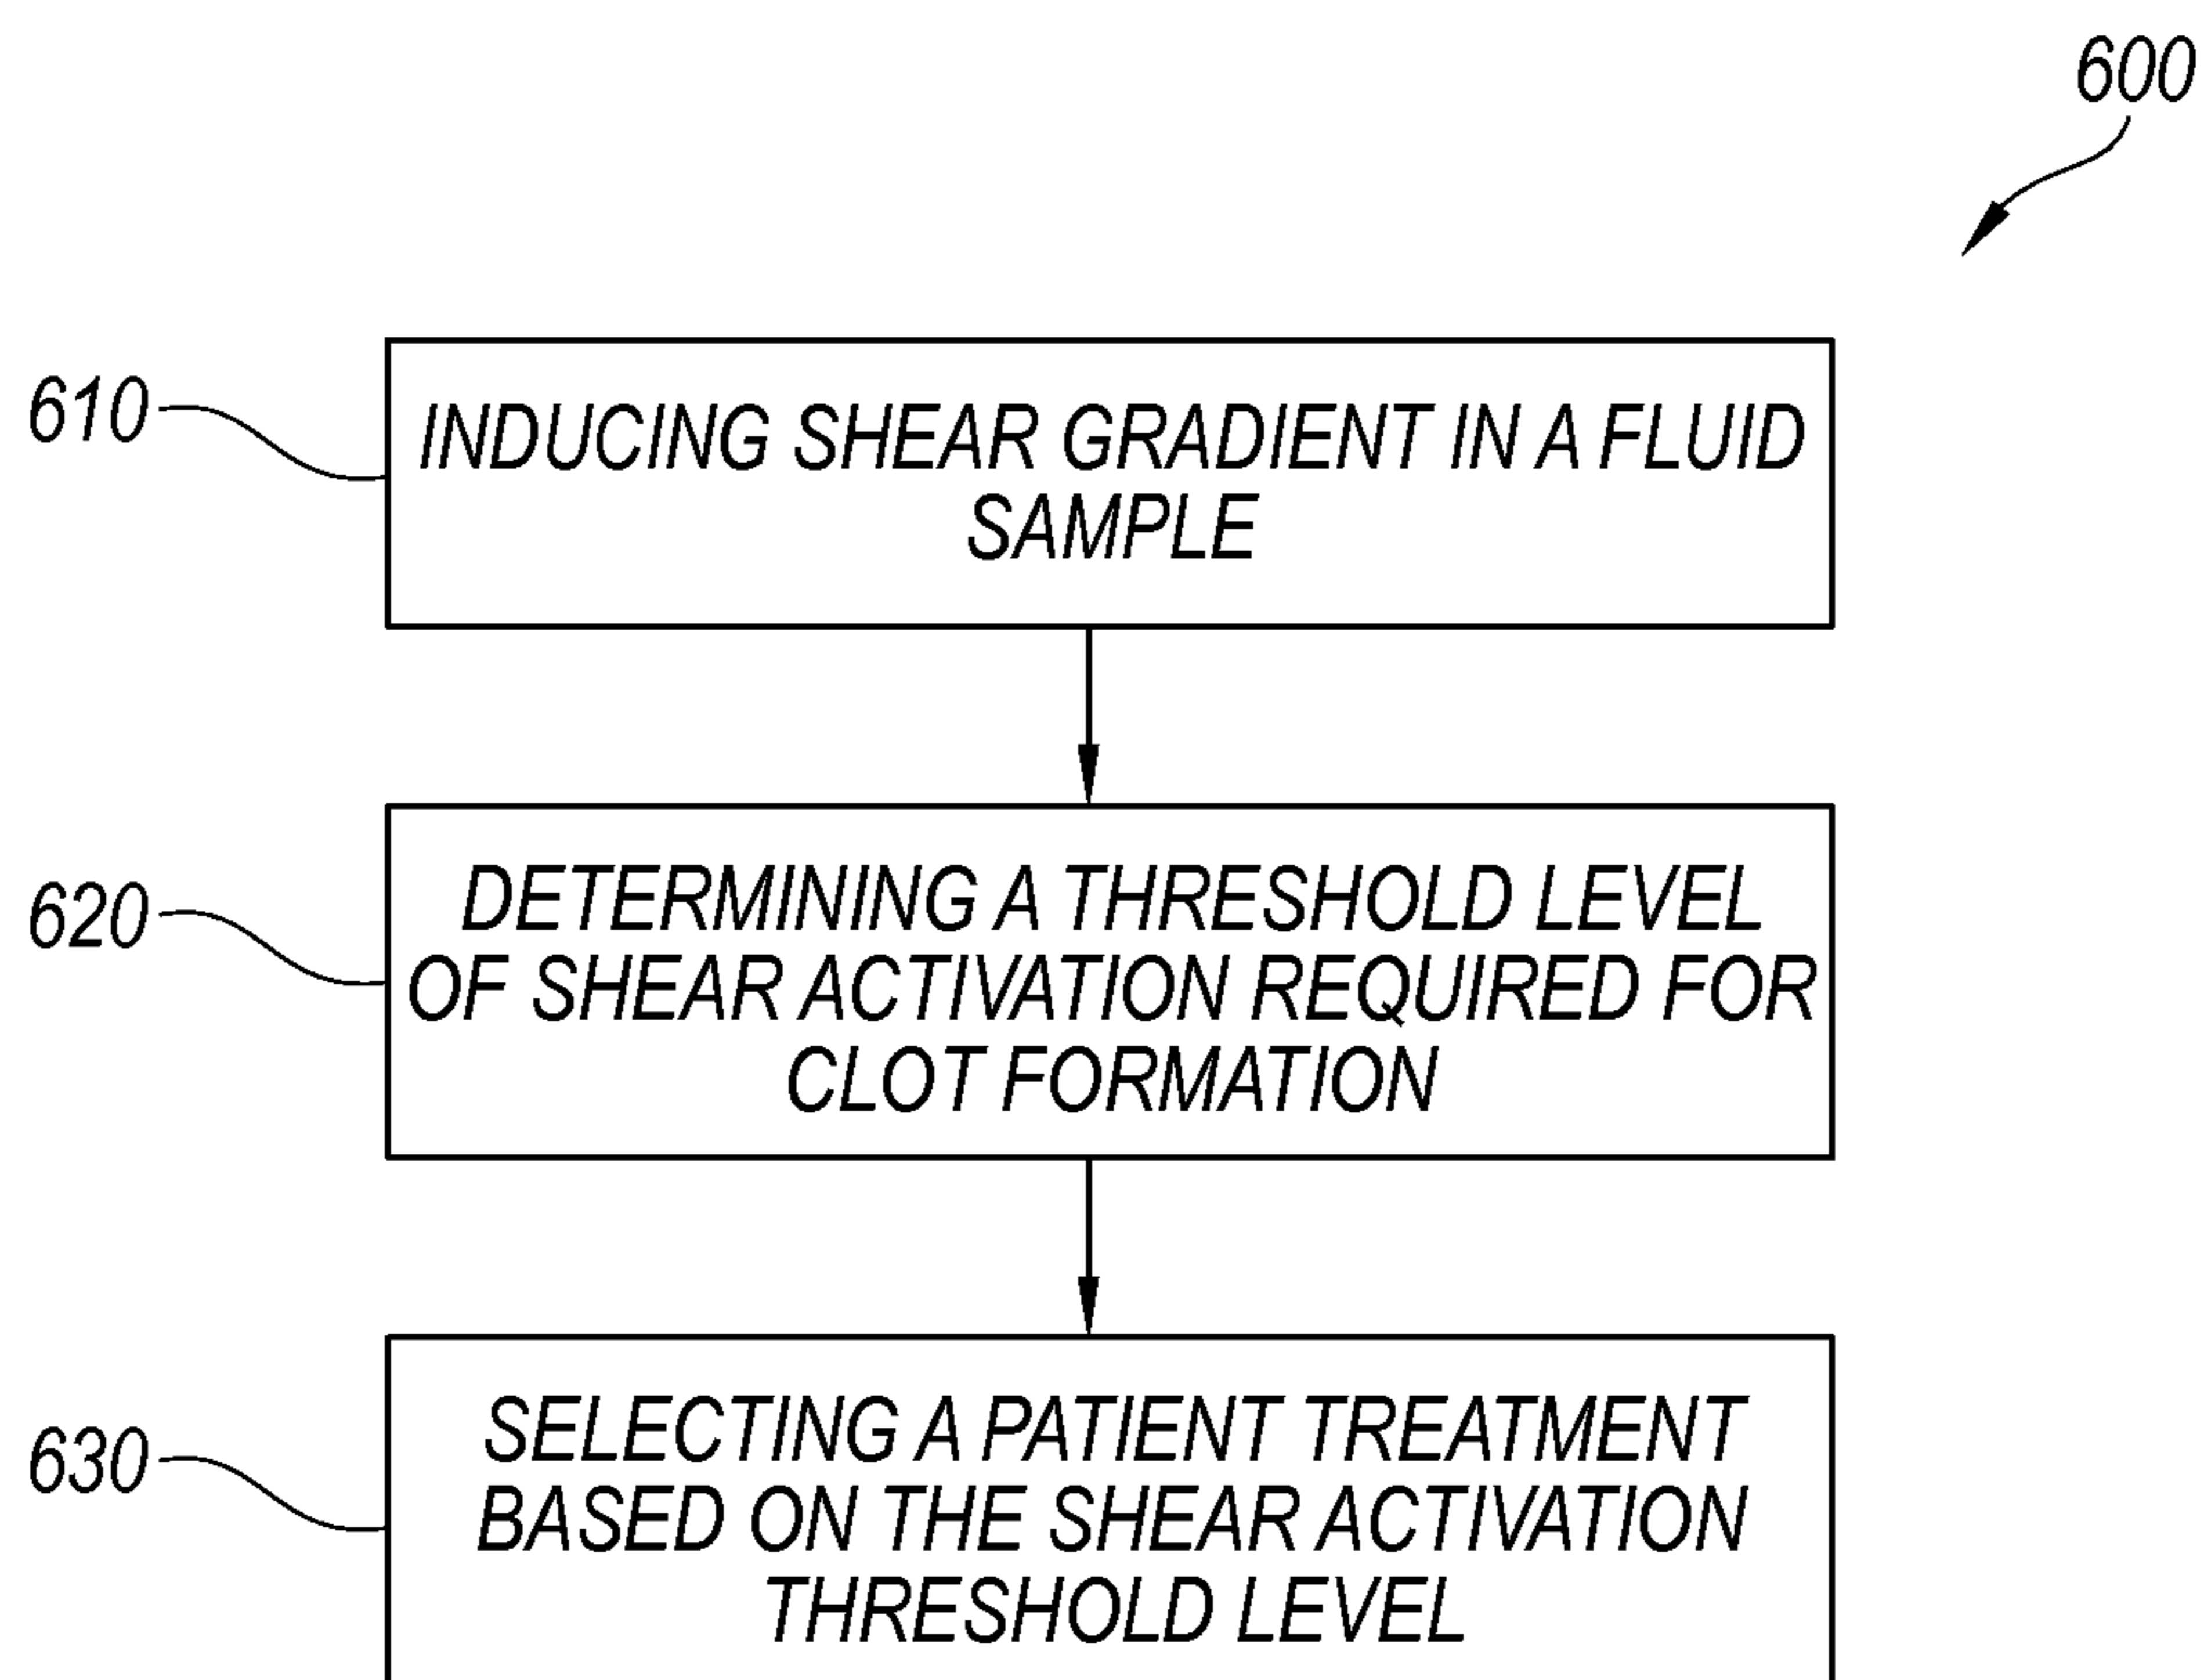 600
610
INDUCING SHEAR GRADIENT IN A FLUID
SAMPLE
620
DETERMINING A THRESHOLD LEVEL
OF SHEAR ACTIVATION REQUIRED FOR
CLOT FORMATION
630
SELECTING A PATIENT TREATMENT
BASED ON THE SHEAR ACTIVATION
THRESHOLD LEVEL